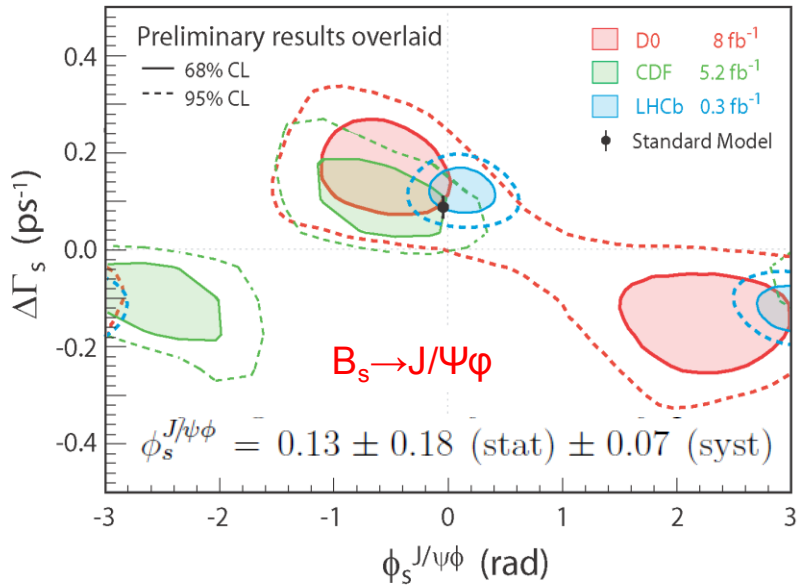 Preliminary results overlaid
68% CL
95% CL
D0 8 fb⁻¹
CDF 5.2 fb⁻¹
LHCb 0.3 fb⁻¹
Standard Model
0.4
0.2
0.0
-0.2
-0.4
ΔΓs (ps⁻¹)
Bs→J/Ψφ
ϕs^J/ψϕ = 0.13 ± 0.18 (stat) ± 0.07 (syst)
-3 -2 -1 0 1 2 3
ϕs^J/ψϕ (rad)